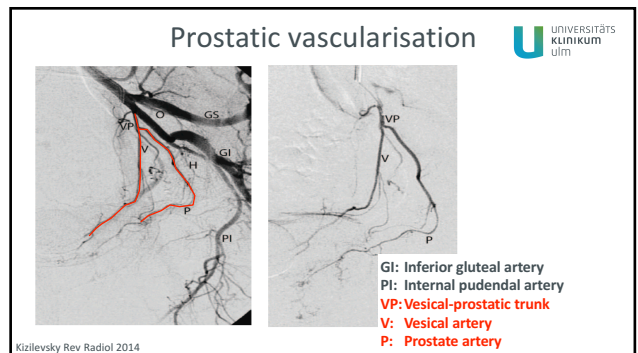 Prostatic vascularisation
UNIVERSITÄTS
KLINIKUM
ulm
O
GS
VP
V
GI
H
P
PI
VP
V
P
GI: Inferior gluteal artery
PI: Internal pudendal artery
VP: Vesical-prostatic trunk
V: Vesical artery
P: Prostate artery
Kizilevsky Rev Radiol 2014